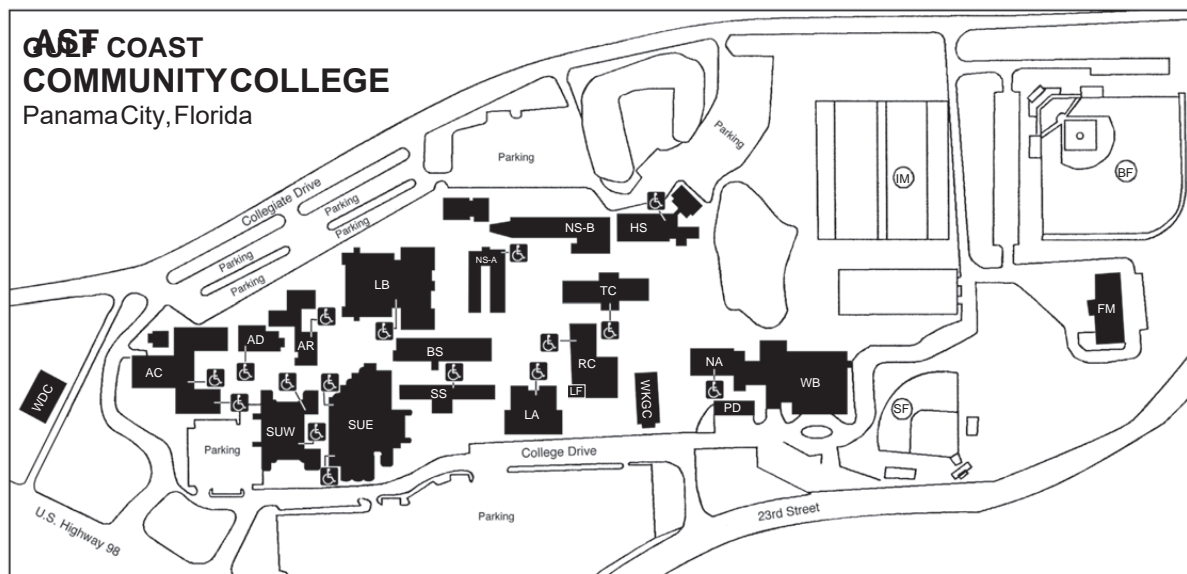 AST
GULF COAST
COMMUNITY COLLEGE
Panama City, Florida
Parking
Parking
IM
BF
Collegiate Drive
Parking
Parking
Parking
Parking
NS-B
HS
NS-A
LB
TC
FM
AD
AR
BS
AC
RC
NA
WB
WDC
SS
LF
WKGC
LA
PD
SF
SUW
SUE
Parking
College Drive
U.S. Highway 98
Parking
23rd Street